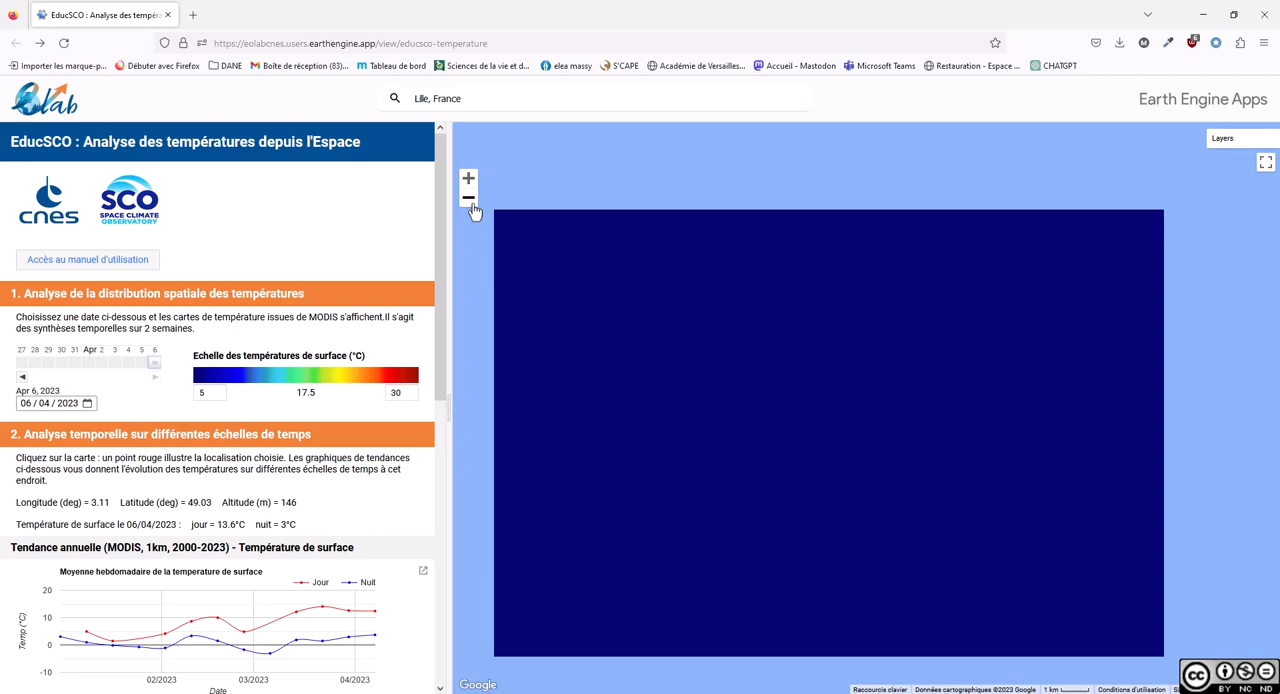 EducSCO : Analyse des tempéra
https://eolabcnes.users.earthengine.app/view/educsco-temperature
Importer les marque-p...
Débuter avec Firefox
DANE
Boîte de réception (83)...
Tableau de bord
Sciences de la vie et d...
elea massy
S'CAPE
Académie de Versailles...
Accueil - Mastodon
Microsoft Teams
Restauration - Espace ...
CHATGPT
Eolab
Lile, France
Earth Engine Apps
EducSCO : Analyse des températures depuis l'Espace
Layers
cnes
SCO
SPACE CLIMATE
OBSERVATORY
Accès au manuel d'utilisation
1. Analyse de la distribution spatiale des températures
Choisissez une date ci-dessous et les cartes de température issues de MODIS s'affichent.Il s'agit
des synthèses temporelles sur 2 semaines.
27 28 29 30 31 Apr 2 3 4 5 6
Apr 6, 2023
06 / 04 / 2023
Echelle des températures de surface (°C)
5 17.5 30
2. Analyse temporelle sur différentes échelles de temps
Cliquez sur la carte : un point rouge illustre la localisation choisie. Les graphiques de tendances
ci-dessous vous donnent l'évolution des températures sur différentes échelles de temps à cet
endroit.
Longitude (deg) = 3.11 Latitude (deg) = 49.03 Altitude (m) = 146
Température de surface le 06/04/2023 : jour = 13.6°C nuit = 3°C
Tendance annuelle (MODIS, 1km, 2000-2023) - Température de surface
Moyenne hebdomadaire de la temperature de surface
Jour Nuit
20
10
0
-10
Temp (°C)
02/2023 03/2023 04/2023
Date
Google
Raccourcis clavier
Données cartographiques ©2023 Google
1 km
Conditions d'utilisation
cc
BY NC ND